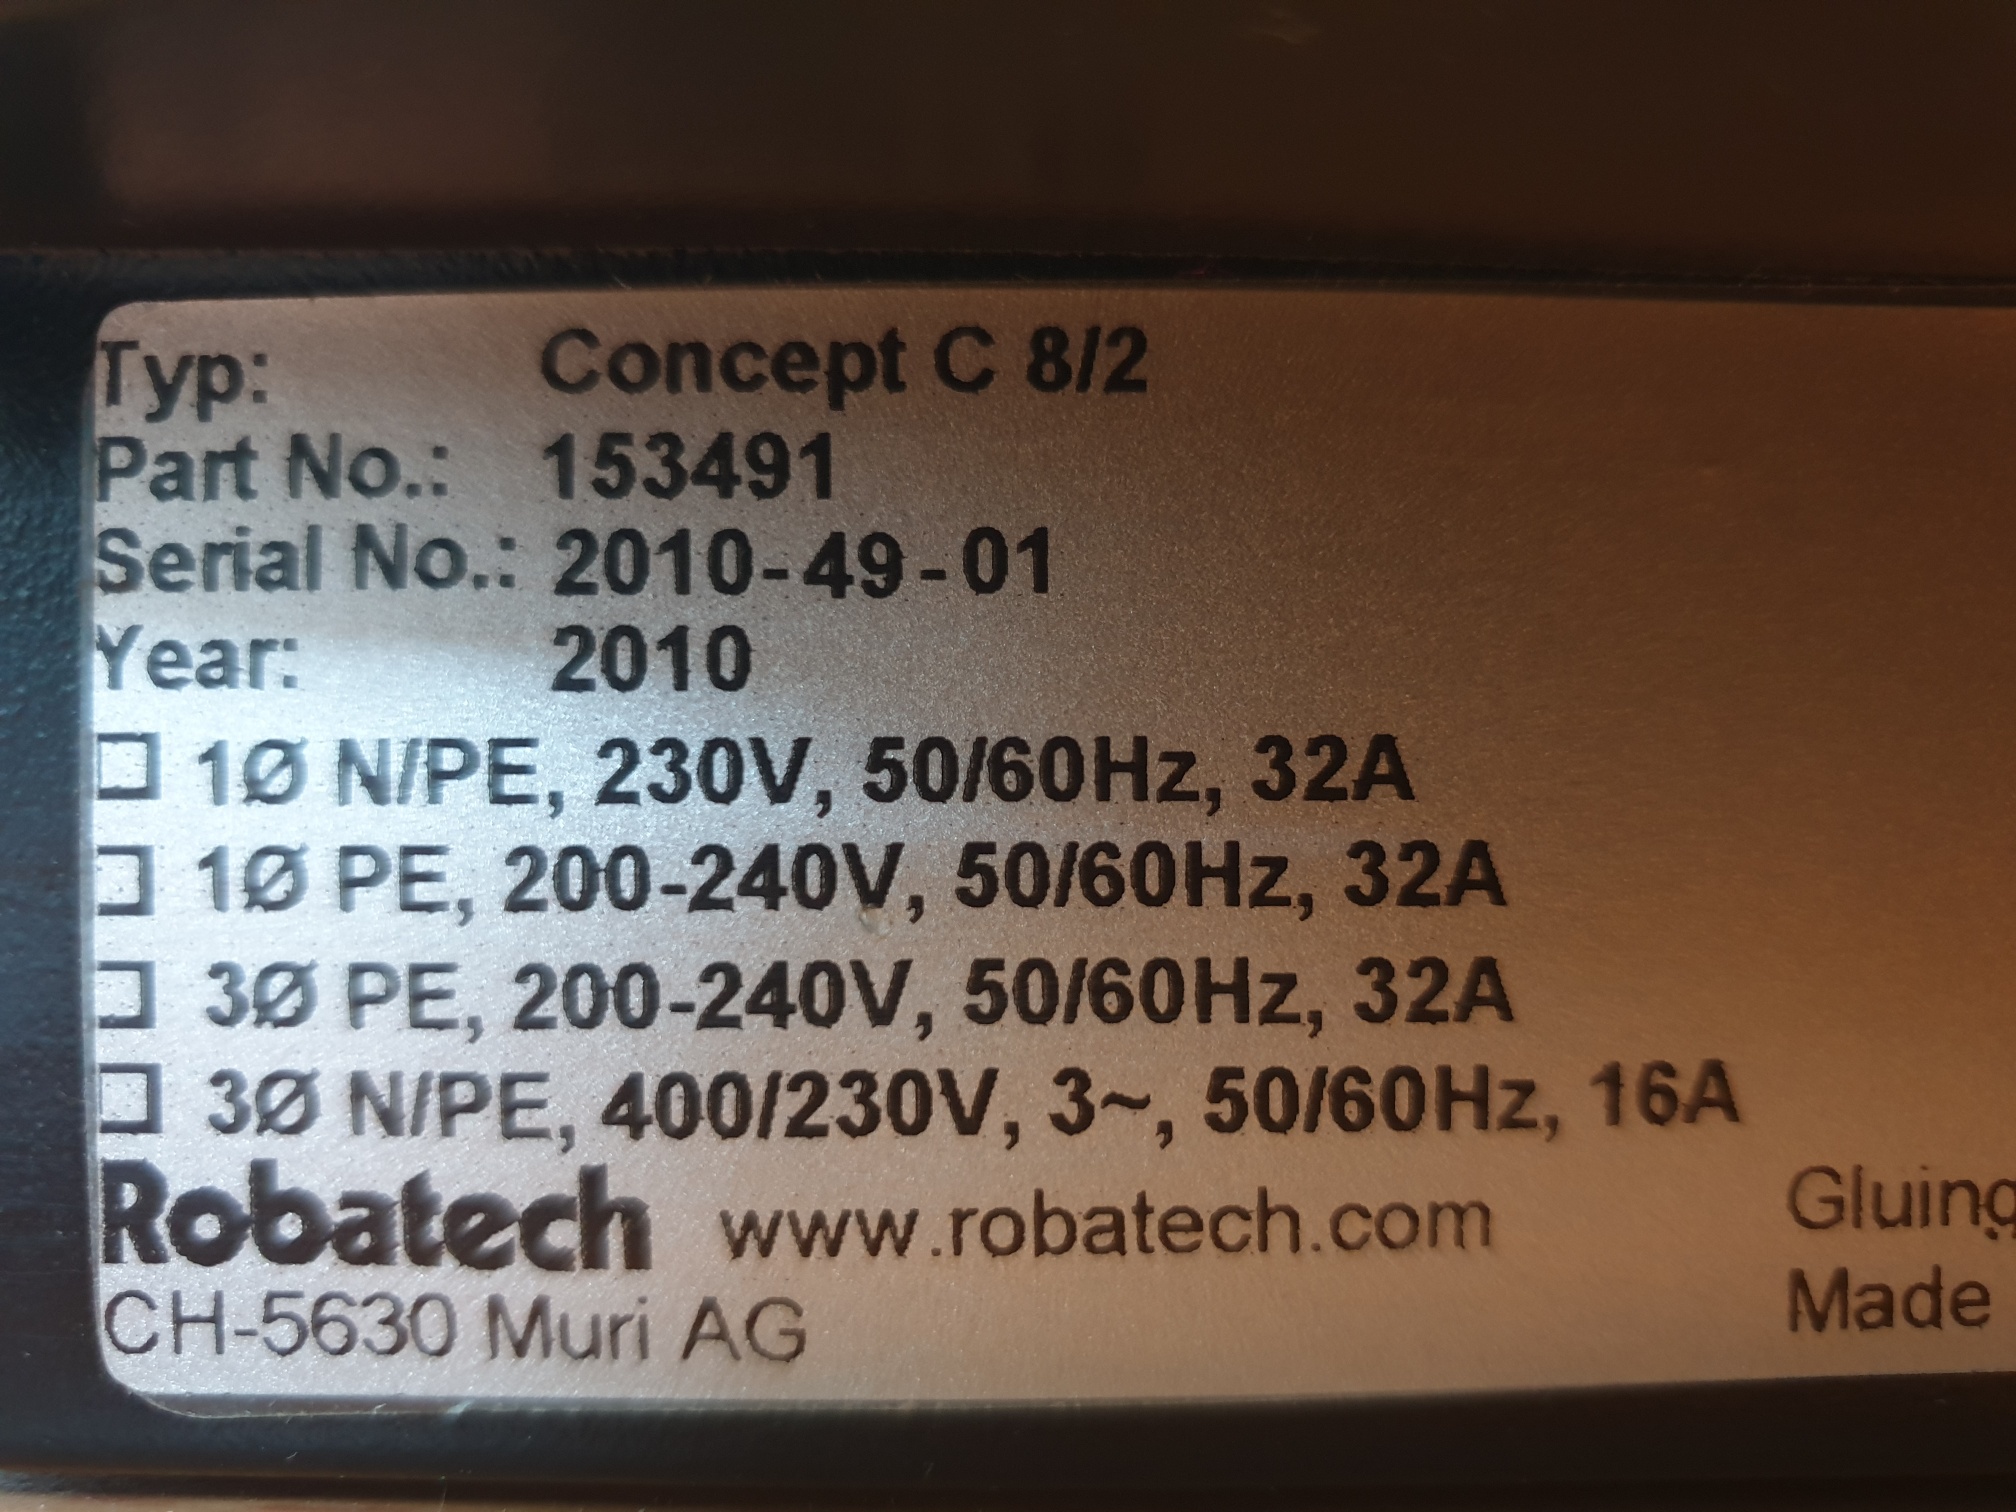 Typ: Concept C 8/2
Part No.: 153491
Serial No.: 2010-49-01
Year: 2010
☐ 1Ø N/PE, 230V, 50/60Hz, 32A
☐ 1Ø PE, 200-240V, 50/60Hz, 32A
☐ 3Ø PE, 200-240V, 50/60Hz, 32A
☐ 3Ø N/PE, 400/230V, 3~, 50/60Hz, 16A
Robatech www.robatech.com Gluing
CH-5630 Muri AG Made